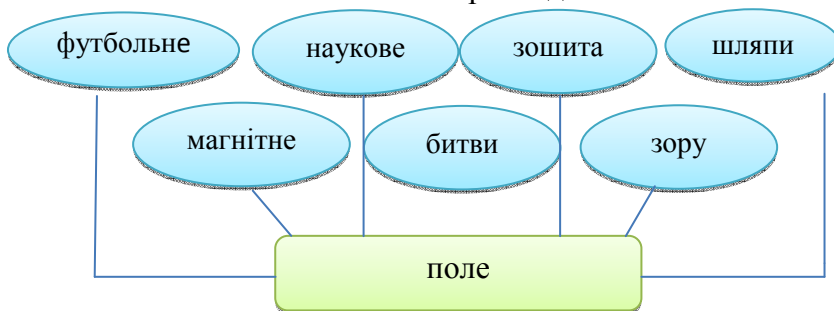 футбольне
наукове
зошита
шляпи
магнітне
битви
зору
поле